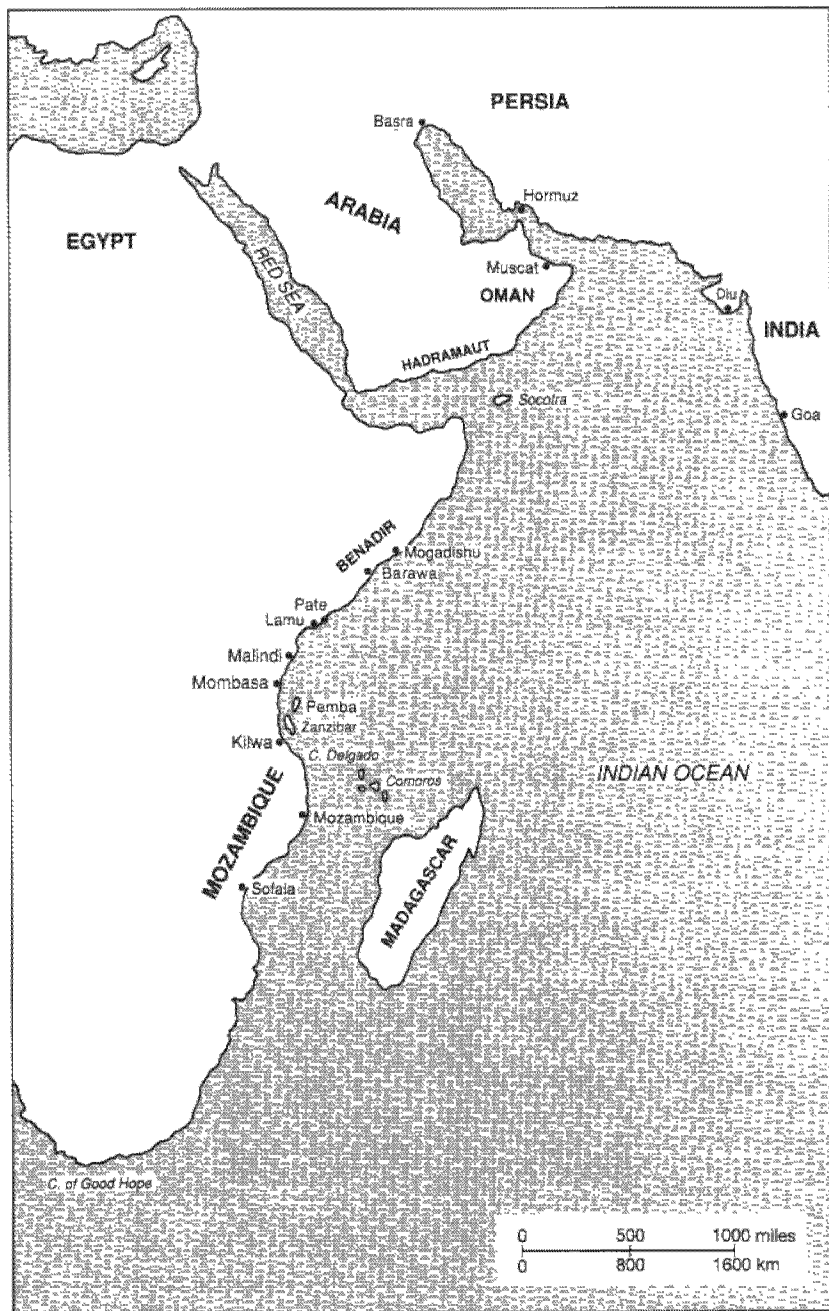 PERSIA
Basra
ARABIA
Hormuz
EGYPT
RED SEA
Muscat
OMAN
Diu
INDIA
HADRAMAUT
Socotra
Goa
BENADIR
Mogadishu
Barawa
Pate
Lamu
Malindi
Mombasa
Pemba
Zanzibar
Kilwa
C. Delgado
Comoros
INDIAN OCEAN
MOZAMBIQUE
Mozambique
MADAGASCAR
Sofala
C. of Good Hope
0 500 1000 miles
0 800 1600 km